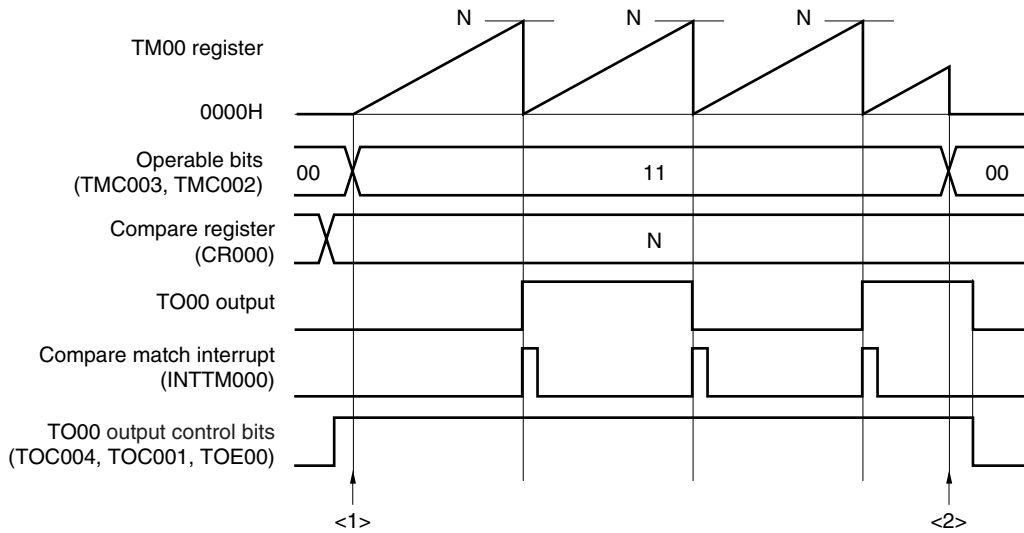 N N N
TM00 register
0000H
Operable bits
(TMC003, TMC002)
00 11 00
Compare register
(CR000)
N
TO00 output
Compare match interrupt
(INTTM000)
TO00 output control bits
(TOC004, TOC001, TOE00)
<1> <2>